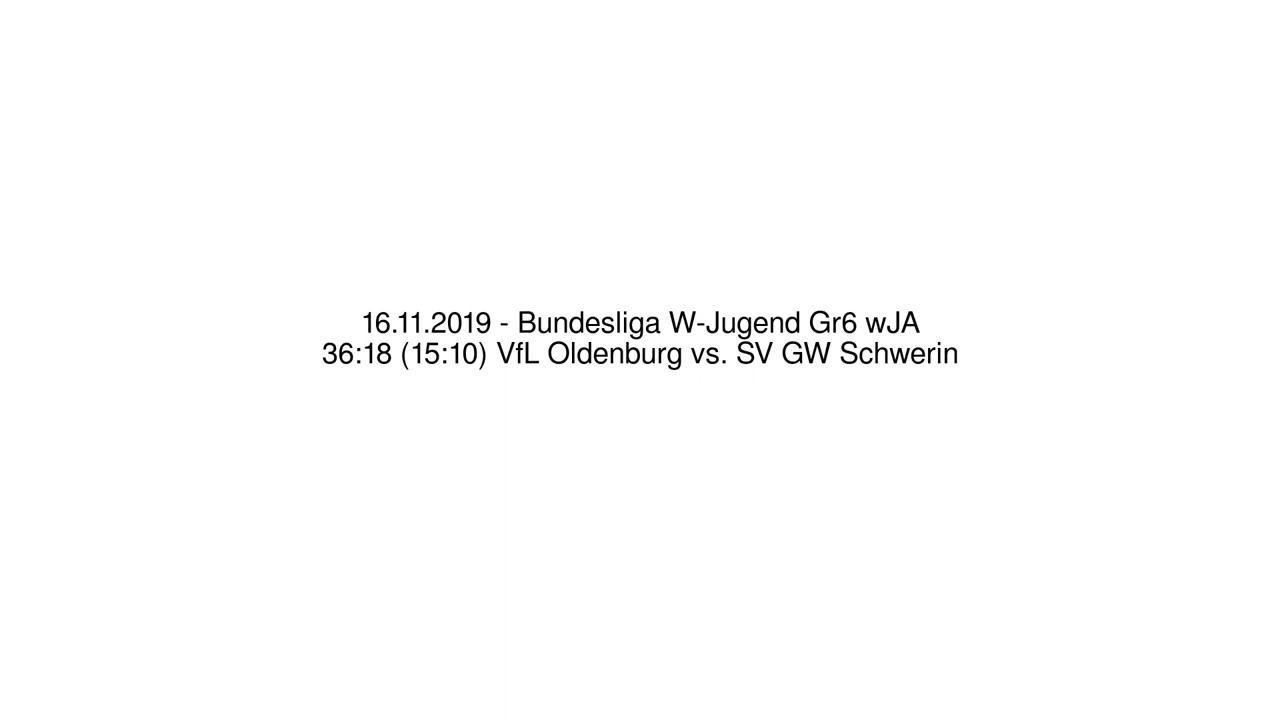 16.11.2019 - Bundesliga W-Jugend Gr6 wJA
36:18 (15:10) VfL Oldenburg vs. SV GW Schwerin